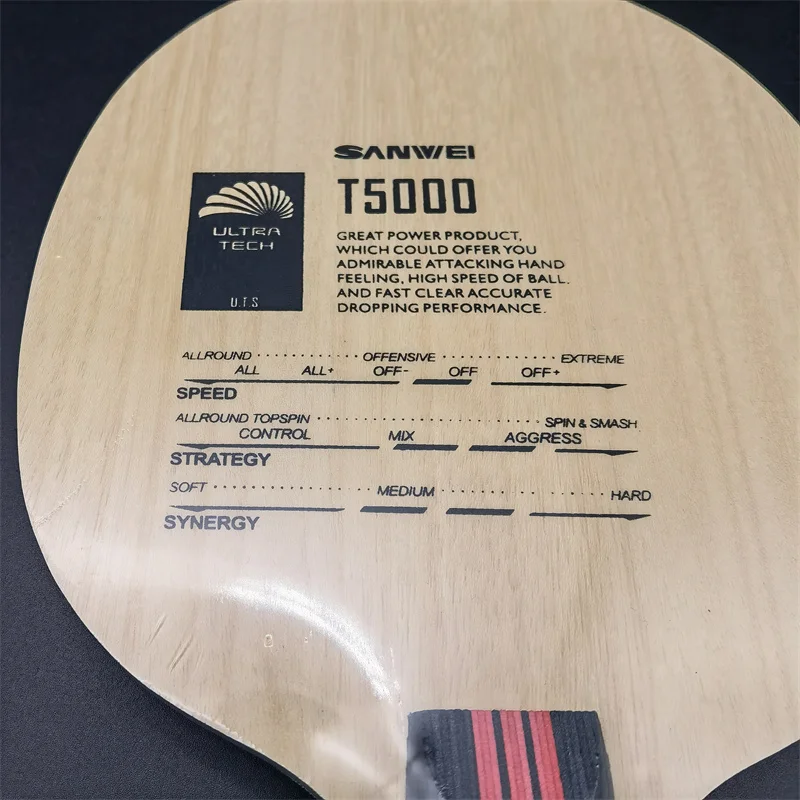 SANWEI
T5000
ULTRA
TECH
U.T.S
GREAT POWER PRODUCT,
WHICH COULD OFFER YOU
ADMIRABLE ATTACKING HAND
FEELING, HIGH SPEED OF BALL.
AND FAST CLEAR ACCURATE
DROPPING PERFORMANCE.
ALLROUND ············ OFFENSIVE ············ EXTREME
ALL ALL+ OFF- OFF OFF+
SPEED
ALLROUND TOPSPIN ························ SPIN & SMASH
CONTROL MIX AGGRESS
STRATEGY
SOFT ················ MEDIUM ················ HARD
SYNERGY